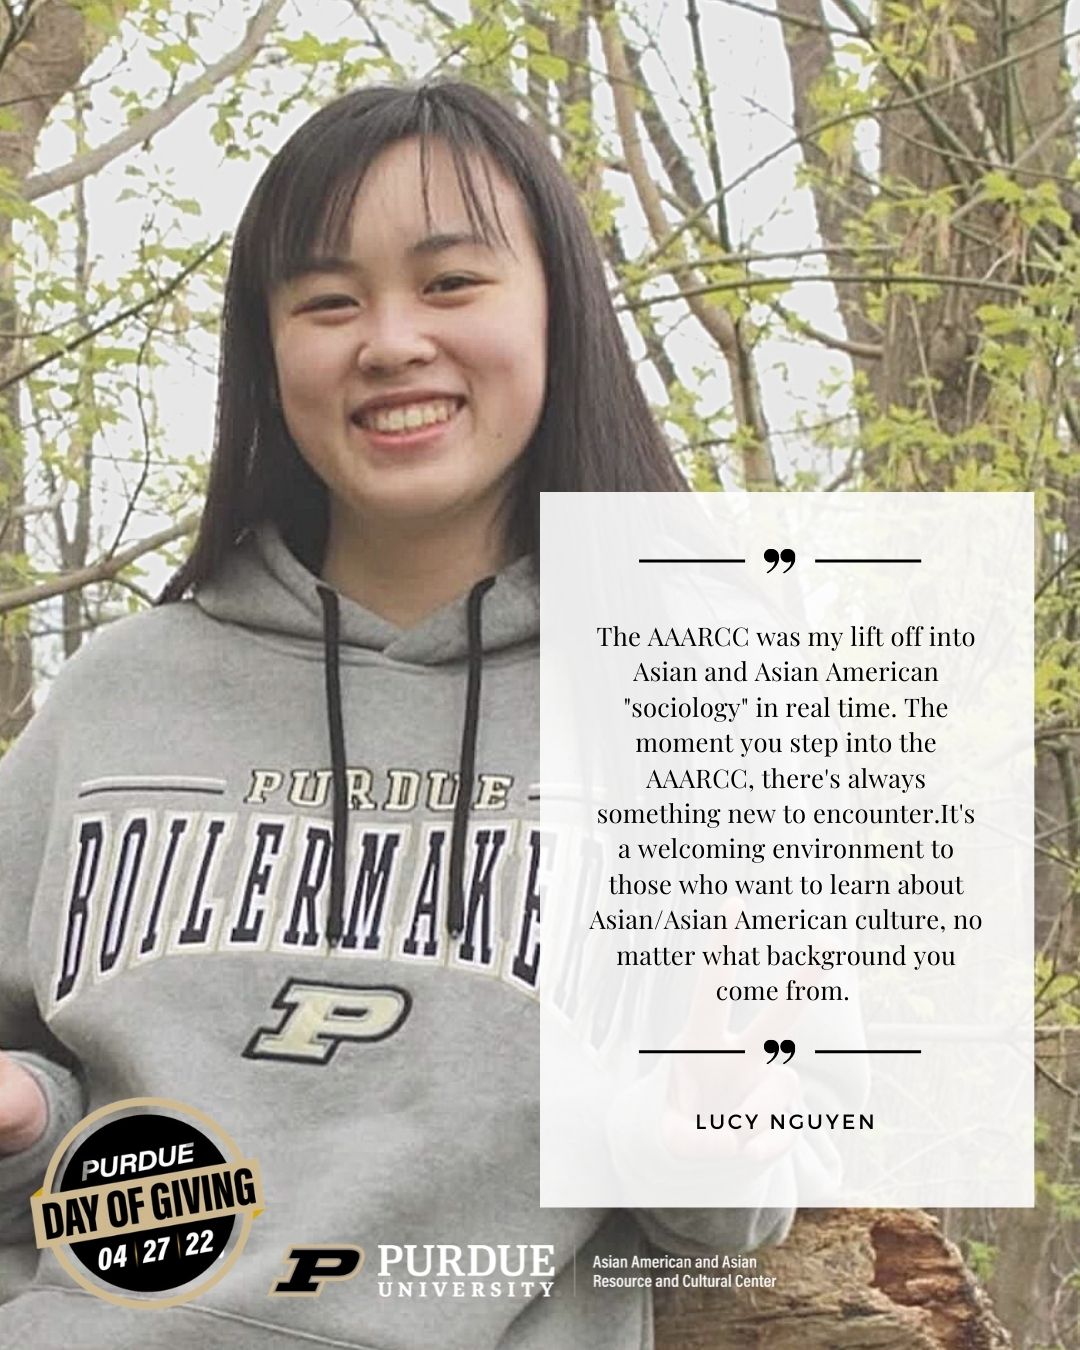 PURDUE
BOILERMAKE
P
❞
The AAARCC was my lift off into
Asian and Asian American
"sociology" in real time. The
moment you step into the
AAARCC, there's always
something new to encounter.It's
a welcoming environment to
those who want to learn about
Asian/Asian American culture, no
matter what background you
come from.
❞
LUCY NGUYEN
PURDUE
DAY OF GIVING
04 | 27 | 22
P PURDUE
UNIVERSITY
Asian American and Asian
Resource and Cultural Center